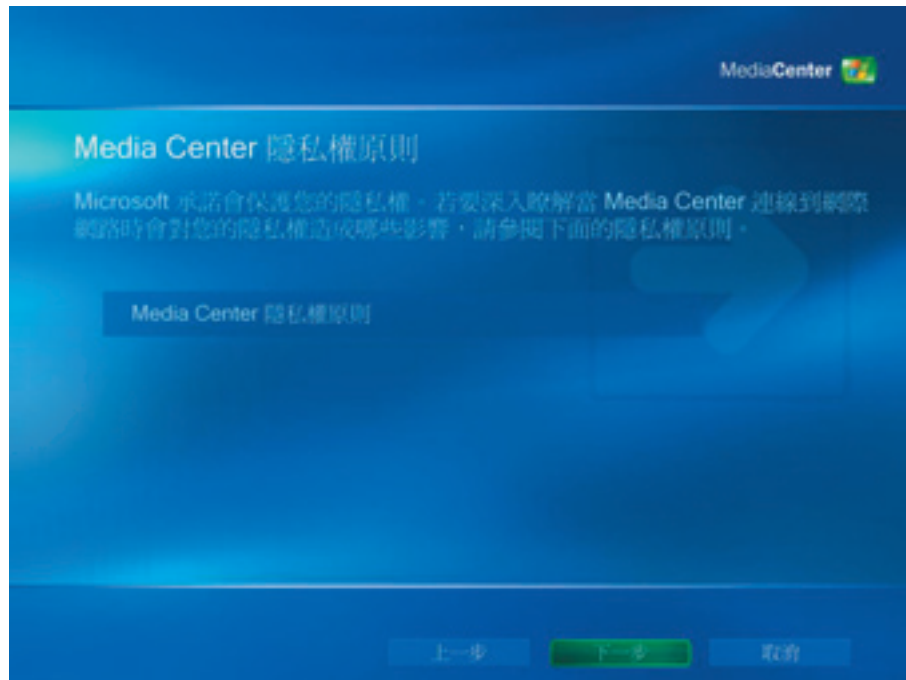 MediaCenter
Media Center 隱私權原則
Microsoft 承諾會保護您的隱私權。若要深入瞭解當 Media Center 連線到網際
網路時會對您的隱私權造成哪些影響，請參閱下面的隱私權原則。
Media Center 隱私權原則
上一步
下一步
取消